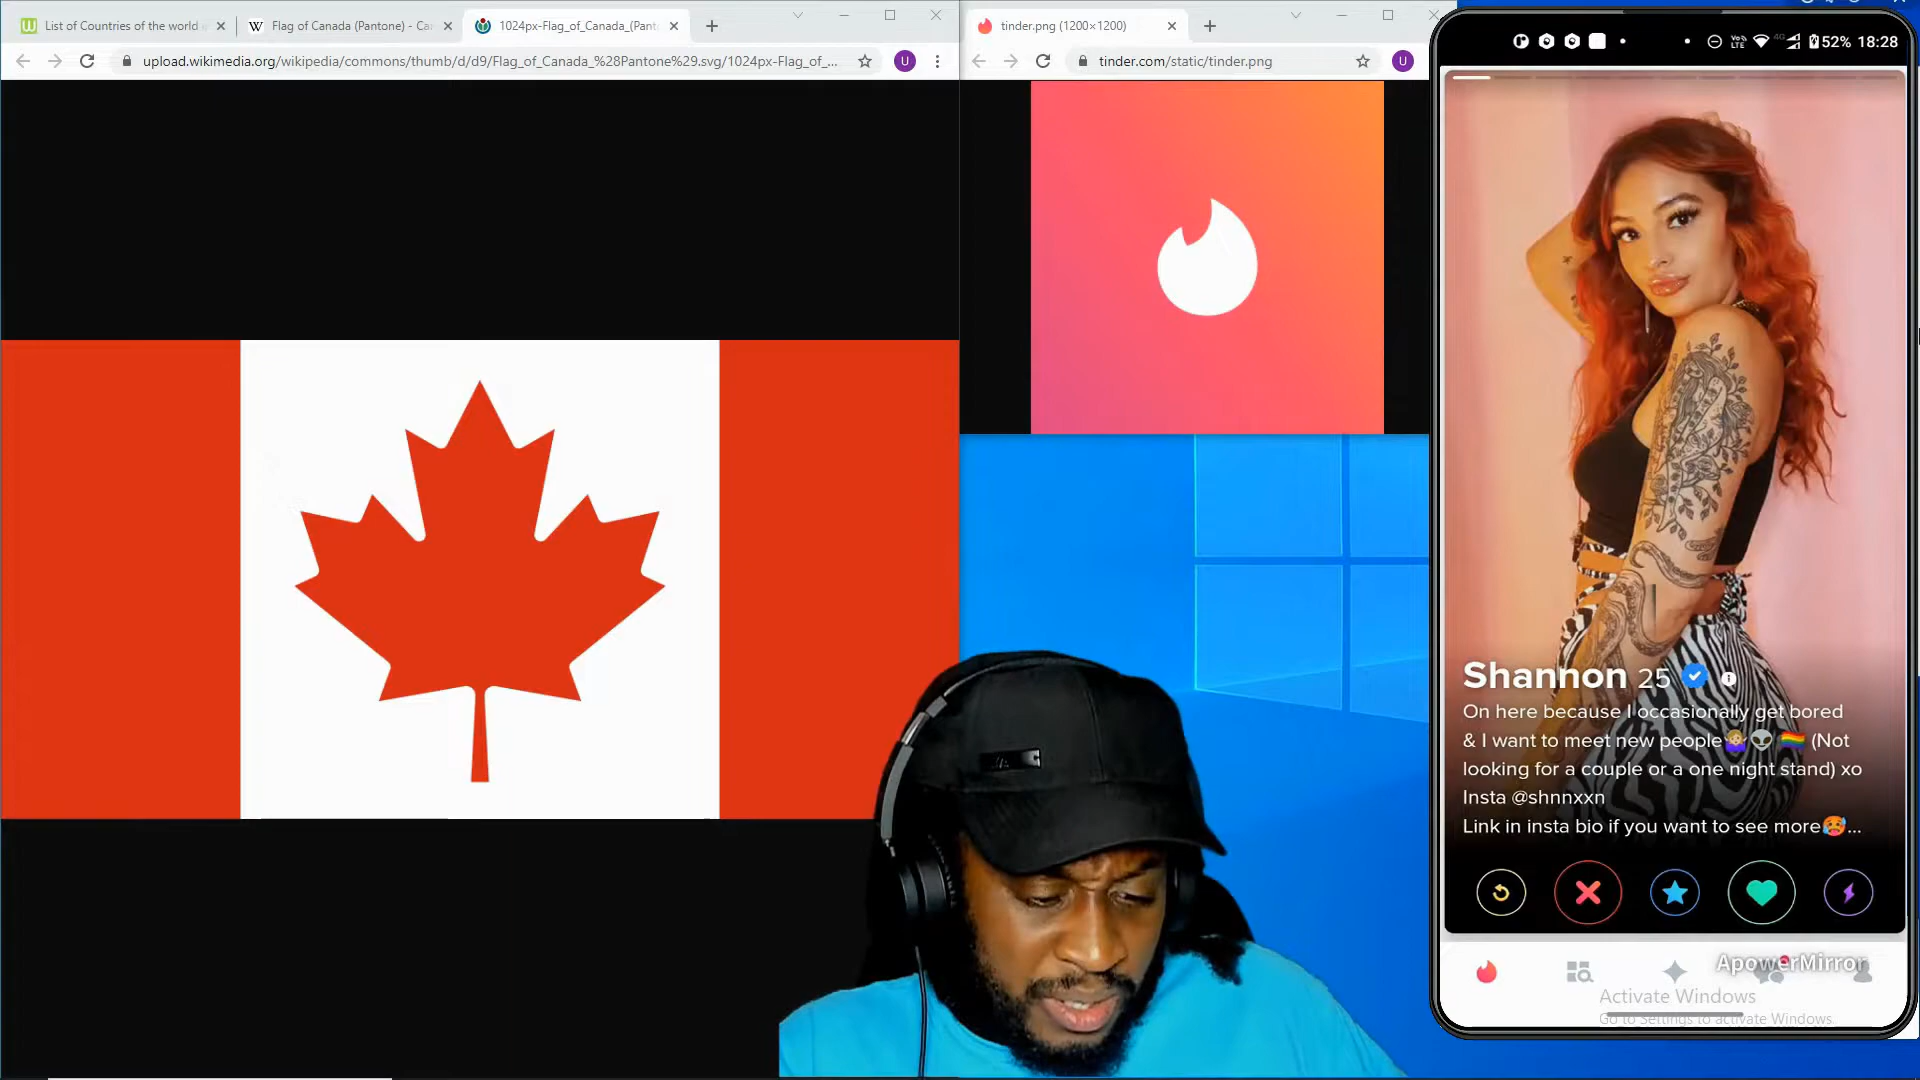 List of Countries of the world
Flag of Canada (Pantone) - Ca
1024px-Flag_of_Canada_(Pant
upload.wikimedia.org/wikipedia/commons/thumb/d/d9/Flag_of_Canada_%28Pantone%29.svg/1024px-Flag_of_...
U
tinder.png (1200×1200)
tinder.com/static/tinder.png
U
VoD LTE 4G 52% 18:28
Shannon 25
On here because I occasionally get bored
& I want to meet new people🤷🏼‍♀️👽 🏳️‍🌈 (Not
looking for a couple or a one night stand) xo
Insta @shnnxxn
Link in insta bio if you want to see more🥵...
ApowerMirror
Activate Windows
Go to Settings to activate Windows.